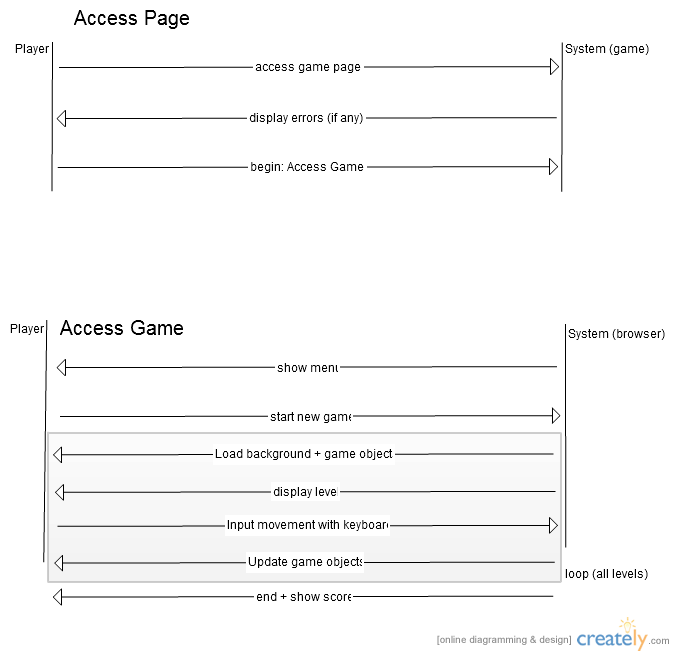 Access Page
Player
System (game)
access game page
display errors (if any)
begin: Access Game
Player
Access Game
System (browser)
show menu
start new game
Load background + game object
display level
Input movement with keyboard
Update game objects
loop (all levels)
end + show score
[online diagramming & design] creately.com